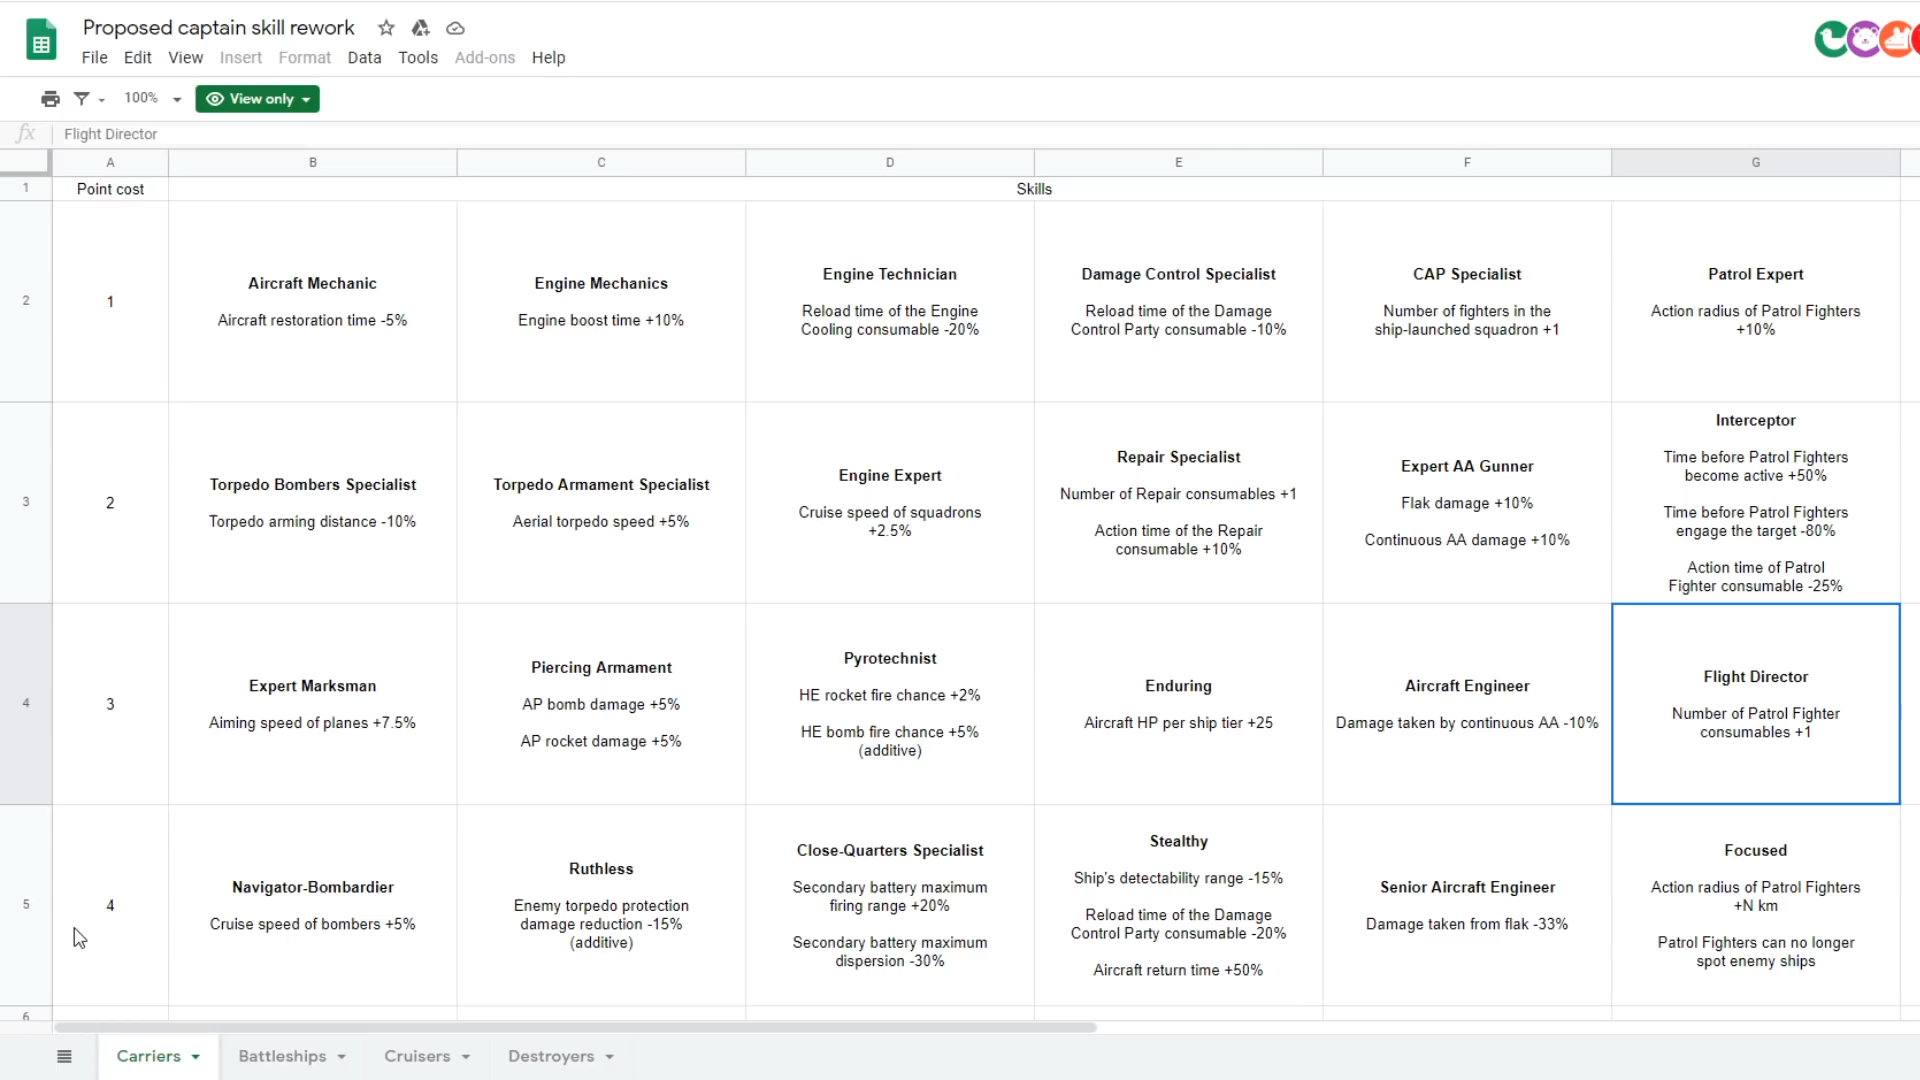 Proposed captain skill rework
File Edit View Insert Format Data Tools Add-ons Help
100% View only
fx Flight Director
A B C D E F G
1 Point cost Skills
2
1
Aircraft Mechanic
Aircraft restoration time -5%
Engine Mechanics
Engine boost time +10%
Engine Technician
Reload time of the Engine
Cooling consumable -20%
Damage Control Specialist
Reload time of the Damage
Control Party consumable -10%
CAP Specialist
Number of fighters in the
ship-launched squadron +1
Patrol Expert
Action radius of Patrol Fighters
+10%
3
2
Torpedo Bombers Specialist
Torpedo arming distance -10%
Torpedo Armament Specialist
Aerial torpedo speed +5%
Engine Expert
Cruise speed of squadrons
+2.5%
Repair Specialist
Number of Repair consumables +1
Action time of the Repair
consumable +10%
Expert AA Gunner
Flak damage +10%
Continuous AA damage +10%
Interceptor
Time before Patrol Fighters
become active +50%
Time before Patrol Fighters
engage the target -80%
Action time of Patrol
Fighter consumable -25%
4
3
Expert Marksman
Aiming speed of planes +7.5%
Piercing Armament
AP bomb damage +5%
AP rocket damage +5%
Pyrotechnist
HE rocket fire chance +2%
HE bomb fire chance +5%
(additive)
Enduring
Aircraft HP per ship tier +25
Aircraft Engineer
Damage taken by continuous AA -10%
Flight Director
Number of Patrol Fighter
consumables +1
5
4
Navigator-Bombardier
Cruise speed of bombers +5%
Ruthless
Enemy torpedo protection
damage reduction -15%
(additive)
Close-Quarters Specialist
Secondary battery maximum
firing range +20%
Secondary battery maximum
dispersion -30%
Stealthy
Ship's detectability range -15%
Reload time of the Damage
Control Party consumable -20%
Aircraft return time +50%
Senior Aircraft Engineer
Damage taken from flak -33%
Focused
Action radius of Patrol Fighters
+N km
Patrol Fighters can no longer
spot enemy ships
6
Carriers Battleships Cruisers Destroyers